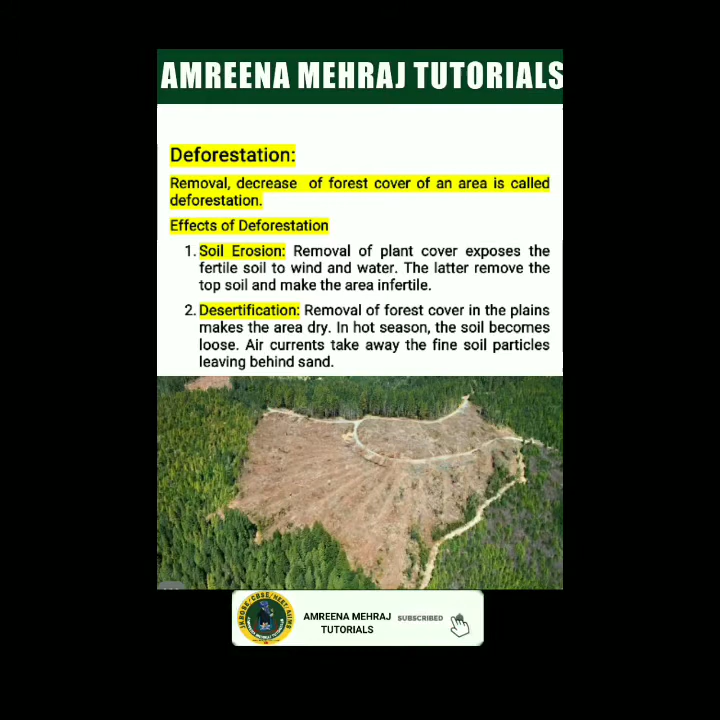 AMREENA MEHRAJ TUTORIALS
Deforestation:
Removal, decrease of forest cover of an area is called
deforestation.
Effects of Deforestation
1. Soil Erosion: Removal of plant cover exposes the
fertile soil to wind and water. The latter remove the
top soil and make the area infertile.
2. Desertification: Removal of forest cover in the plains
makes the area dry. In hot season, the soil becomes
loose. Air currents take away the fine soil particles
leaving behind sand.
AMREENA MEHRAJ
TUTORIALS
SUBSCRIBED